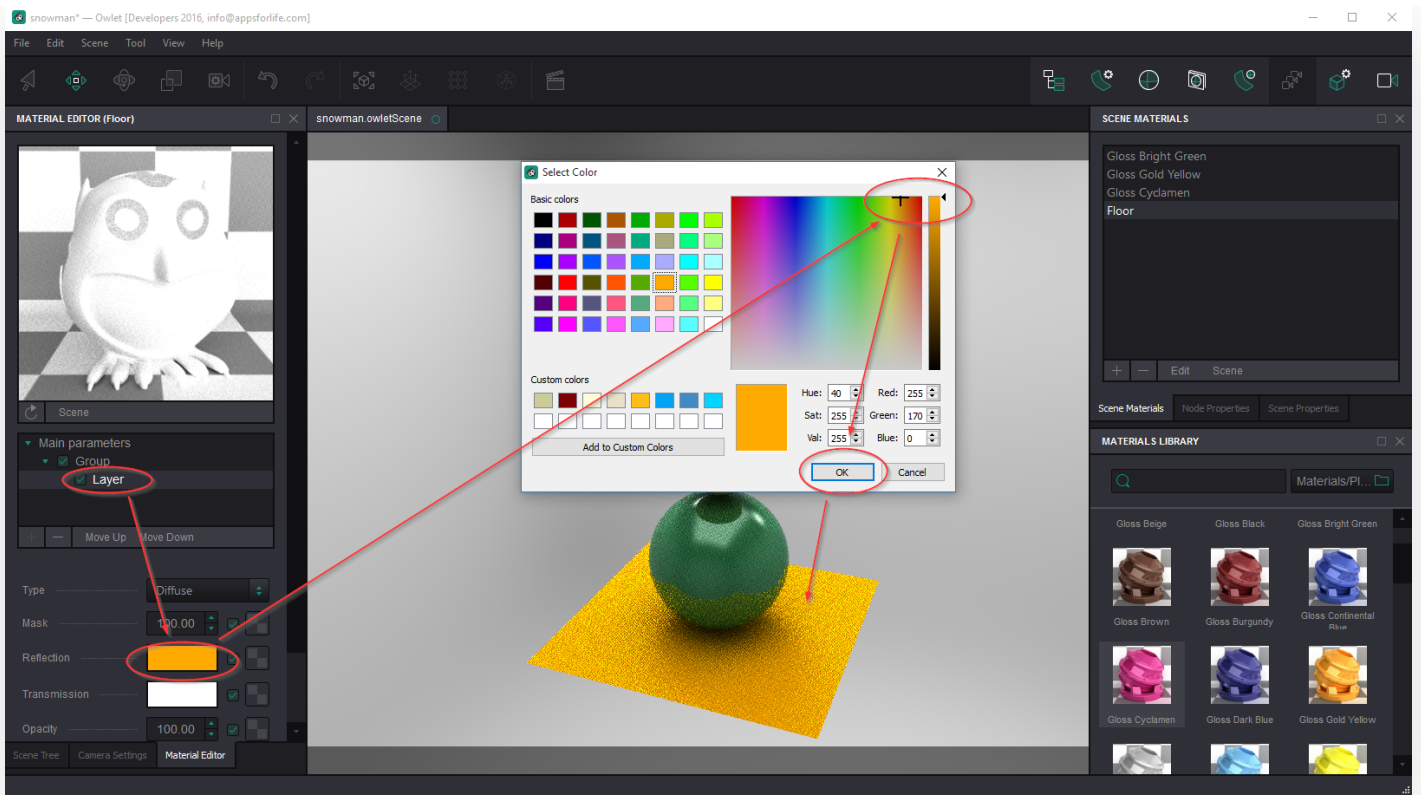 snowman* — Owlet [Developers 2016, info@appsforlife.com]
File Edit Scene Tool View Help
MATERIAL EDITOR (Floor)
snowman.owletScene
Scene
Main parameters
Group
Layer
Move Up Move Down
Type Diffuse
Mask 100.00
Reflection
Transmission
Opacity 100.00
Scene Tree Camera Settings Material Editor
Select Color
Basic colors
Custom colors
Add to Custom Colors
Hue: 40 Red: 255
Sat: 255 Green: 170
Val: 255 Blue: 0
OK Cancel
SCENE MATERIALS
Gloss Bright Green
Gloss Gold Yellow
Gloss Cyclamen
Floor
Edit Scene
Scene Materials Node Properties Scene Properties
MATERIALS LIBRARY
Materials/Pl...
Gloss Beige Gloss Black Gloss Bright Green
Gloss Brown Gloss Burgundy Gloss Continental
Blue
Gloss Cyclamen Gloss Dark Blue Gloss Gold Yellow